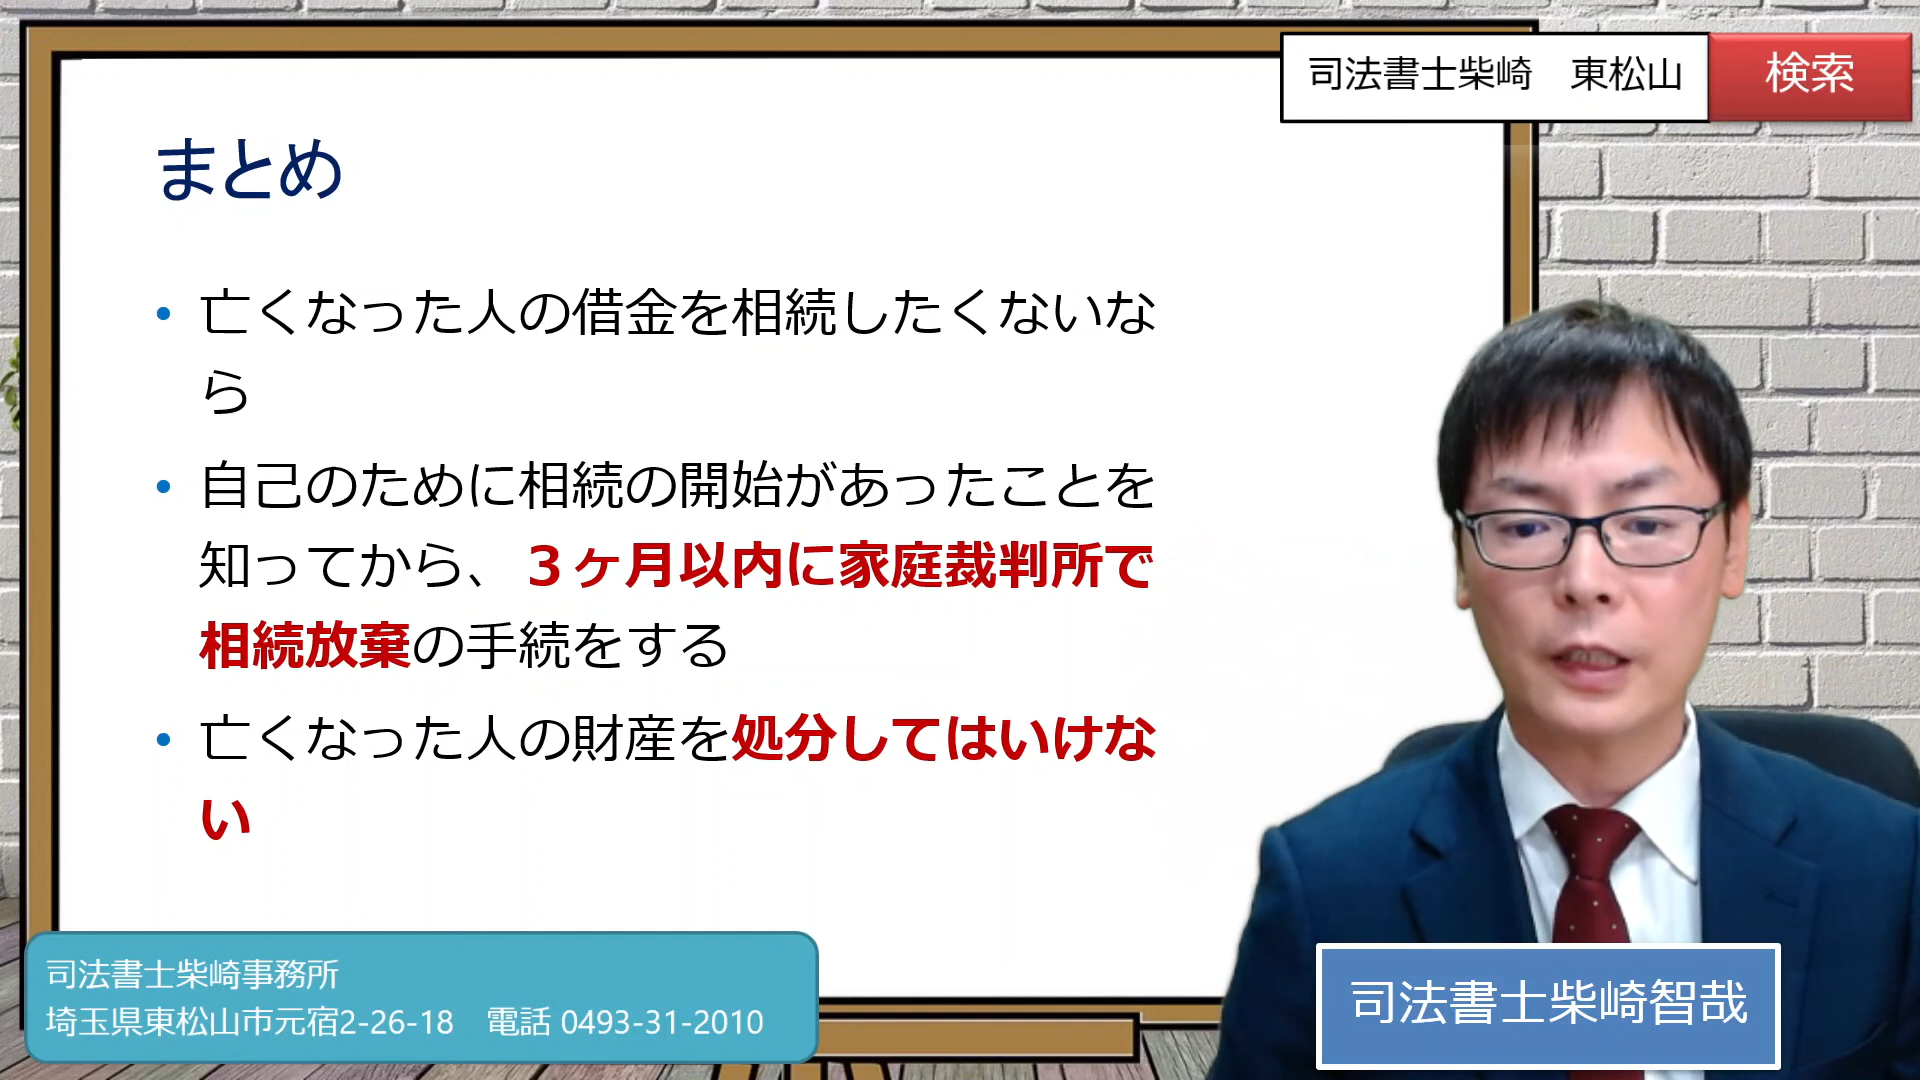 司法書士柴崎　東松山
検索
まとめ
• 亡くなった人の借金を相続したくないな
ら
• 自己のために相続の開始があったことを
知ってから、３ヶ月以内に家庭裁判所で
相続放棄の手続をする
• 亡くなった人の財産を処分してはいけな
い
司法書士柴崎事務所
埼玉県東松山市元宿2-26-18　電話 0493-31-2010
司法書士柴崎智哉